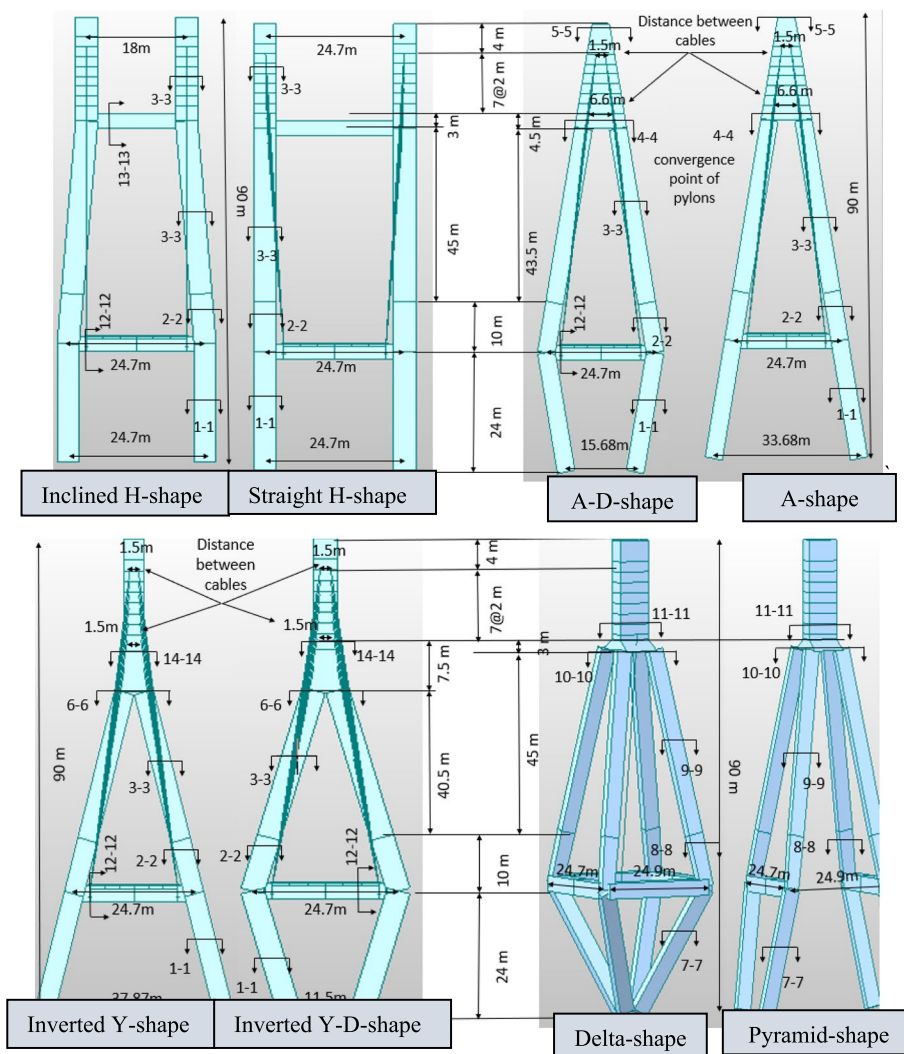 18m
3-3
13-13
3-3
12-12
2-2
24.7m
1-1
24.7m
90 m
Inclined H-shape
24.7m
3-3
3-3
2-2
24.7m
1-1
24.7m
Straight H-shape
4 m
7@2 m
3 m
45 m
10 m
24 m
4.5 m
43.5 m
5-5
1.5m
6.6 m
4-4
3-3
12-12
2-2
24.7m
1-1
15.68m
A-D-shape
Distance between
cables
convergence
point of
pylons
5-5
1.5m
6.6 m
4-4
3-3
2-2
24.7m
1-1
33.68m
90 m
A-shape
1.5m
Distance
between
cables
1.5m
14-14
6-6
90 m
3-3
12-12
2-2
24.7m
1-1
37.87m
Inverted Y-shape
1.5m
1.5m
14-14
6-6
3-3
2-2
12-12
24.7m
1-1
11.5m
Inverted Y-D-shape
4 m
7@2 m
7.5 m
3 m
40.5 m
45 m
10 m
24 m
11-11
10-10
9-9
8-8
24.7m
24.9m
7-7
90 m
Delta-shape
11-11
10-10
9-9
8-8
24.7m
24.9m
7-7
Pyramid-shape